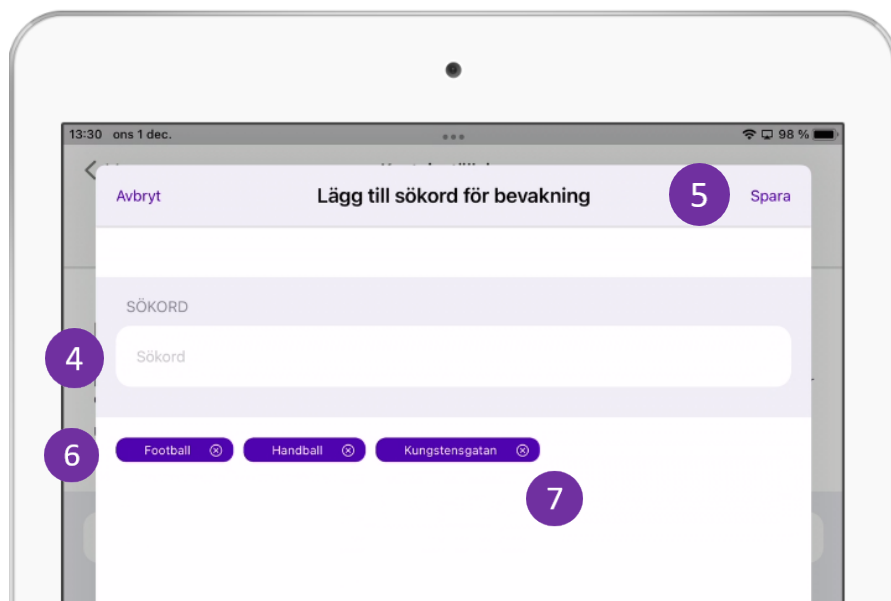 13:30 ons 1 dec.
98 %
Avbryt
Lägg till sökord för bevakning
5
Spara
SÖKORD
4
Sökord
6
Football
Handball
Kungstensgatan
7